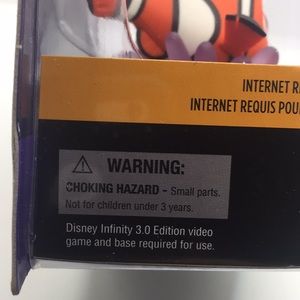 INTERNET R
INTERNET REQUIS POU
WARNING:
CHOKING HAZARD - Small parts.
Not for children under 3 years.
Disney Infinity 3.0 Edition video
game and base required for use.